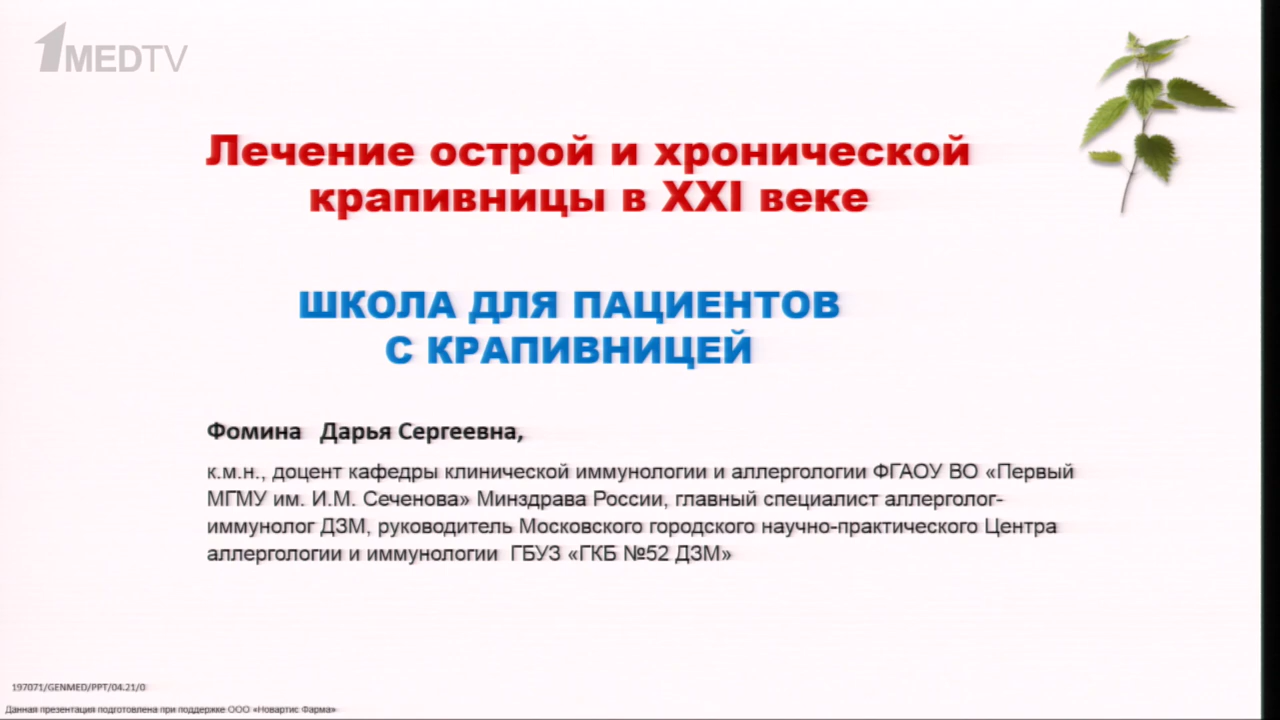 1MEDTV
Лечение острой и хронической
крапивницы в XXI веке
ШКОЛА ДЛЯ ПАЦИЕНТОВ
С КРАПИВНИЦЕЙ
Фомина Дарья Сергеевна,
к.м.н., доцент кафедры клинической иммунологии и аллергологии ФГАОУ ВО «Первый
МГМУ им. И.М. Сеченова» Минздрава России, главный специалист аллерголог-
иммунолог ДЗМ, руководитель Московского городского научно-практического Центра
аллергологии и иммунологии ГБУЗ «ГКБ №52 ДЗМ»
197071/GENMED/PPT/04.21/0
Данная презентация подготовлена при поддержке ООО «Новартис Фарма»